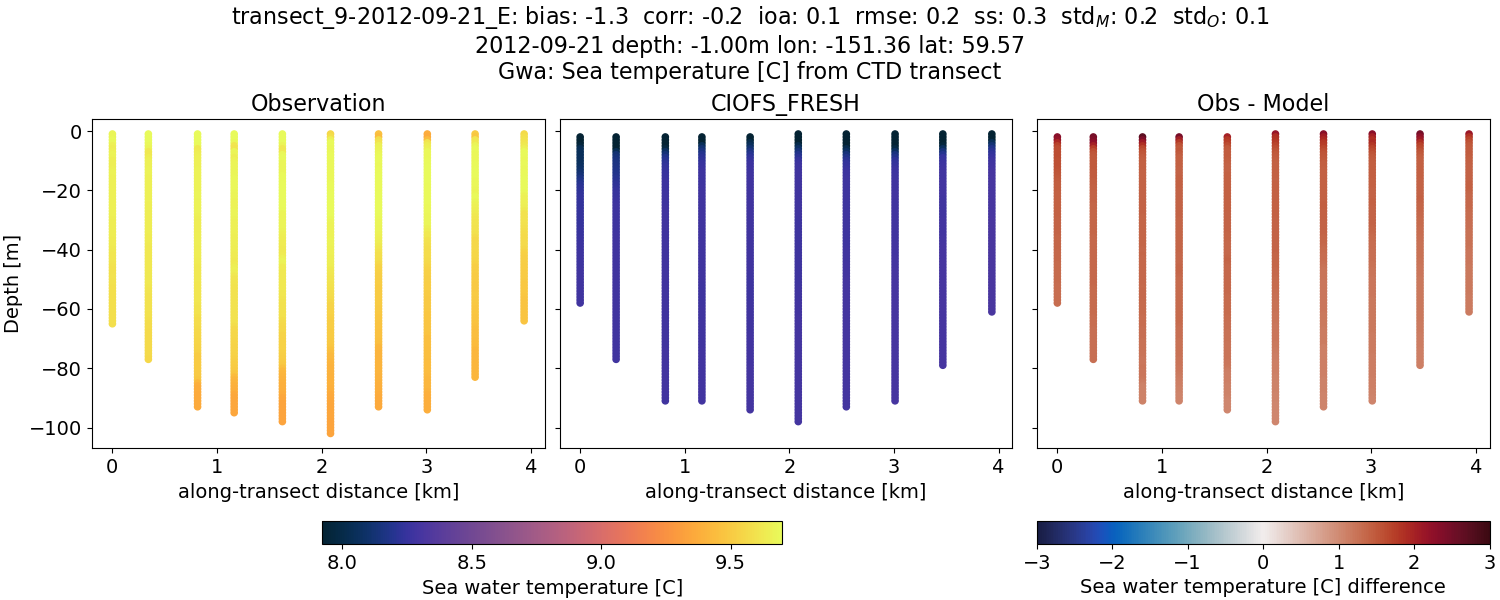 transect_9-2012-09-21_E: bias: -1.3  corr: -0.2  ioa: 0.1  rmse: 0.2  ss: 0.3  std_M: 0.2  std_O: 0.1
2012-09-21 depth: -1.00m lon: -151.36 lat: 59.57
Gwa: Sea temperature [C] from CTD transect
Observation
CIOFS_FRESH
Obs - Model
Depth [m]
0
−20
−40
−60
−80
−100
0 1 2 3 4
0 1 2 3 4
0 1 2 3 4
along-transect distance [km]
along-transect distance [km]
along-transect distance [km]
8.0 8.5 9.0 9.5
Sea water temperature [C]
−3 −2 −1 0 1 2 3
Sea water temperature [C] difference